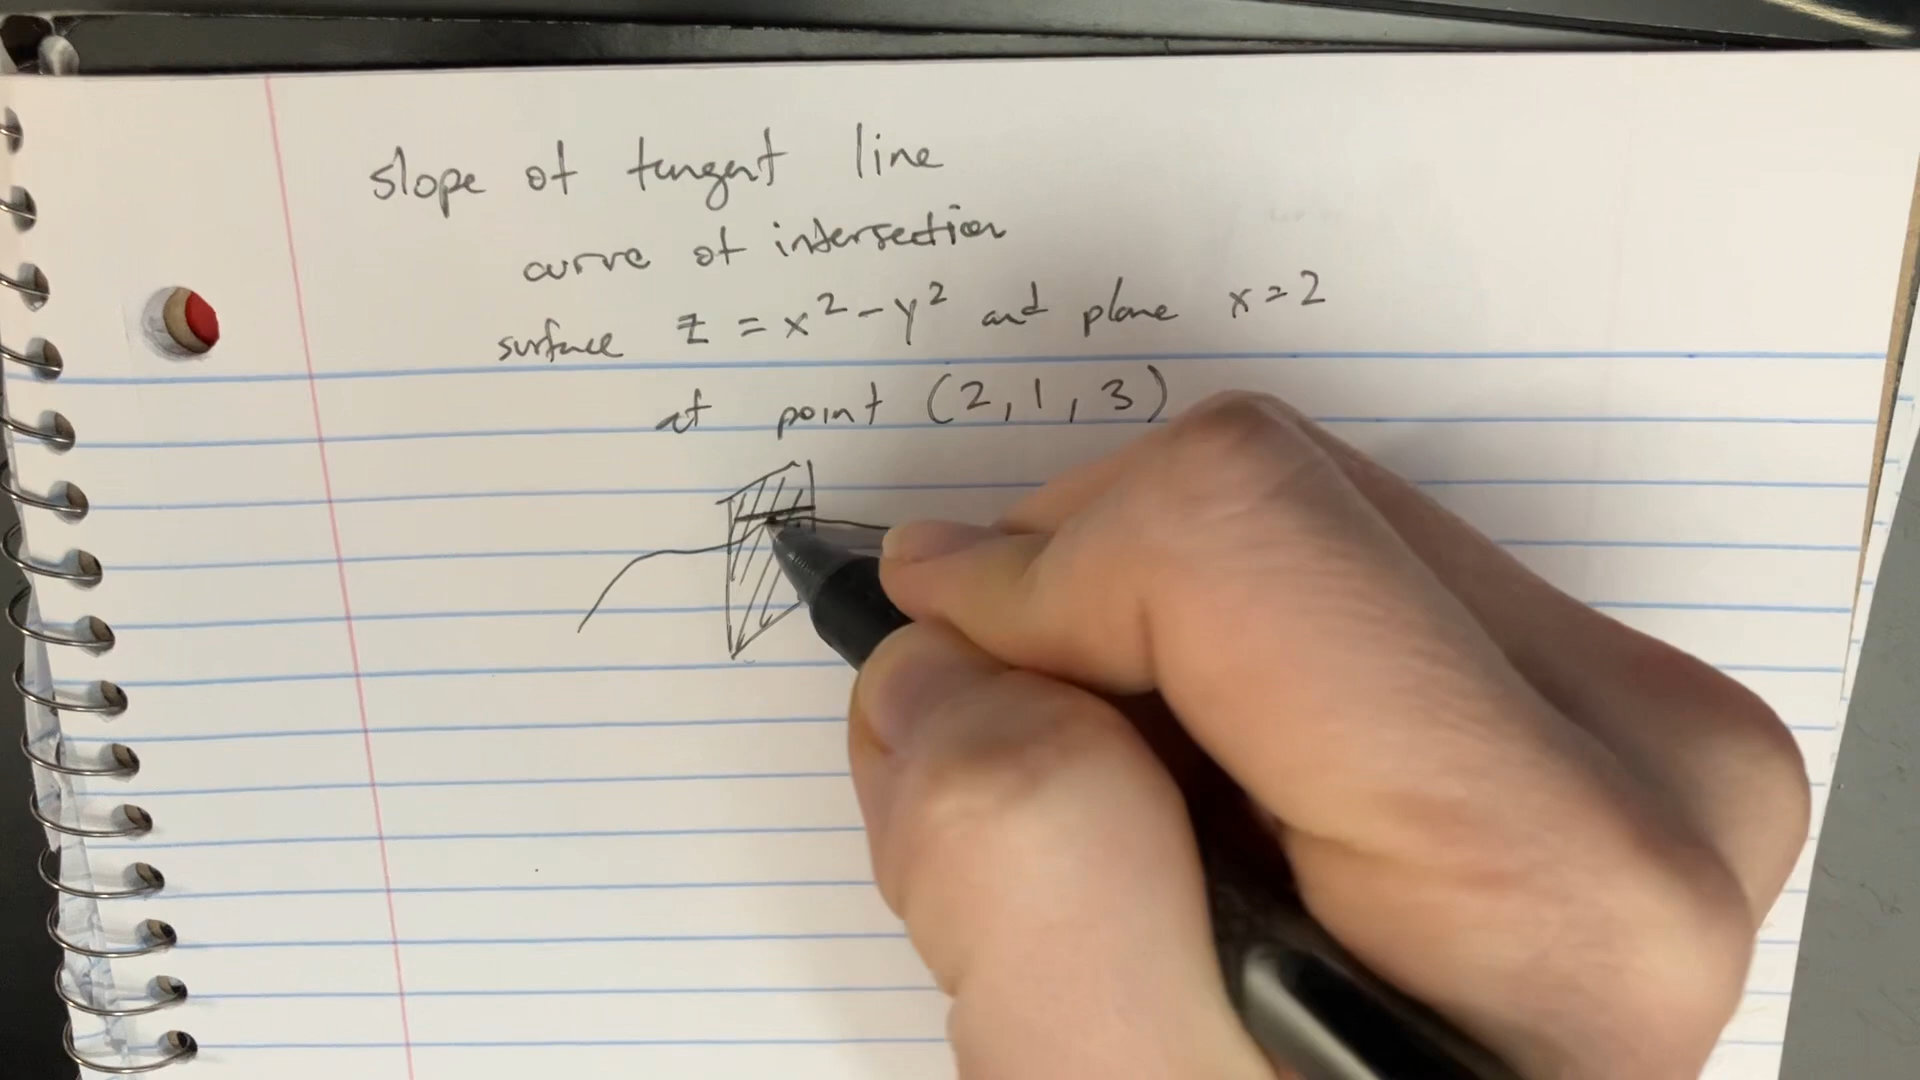 slope of tangent line
curve of intersection
surface z = x² - y² and plane x = 2
at point (2, 1, 3)